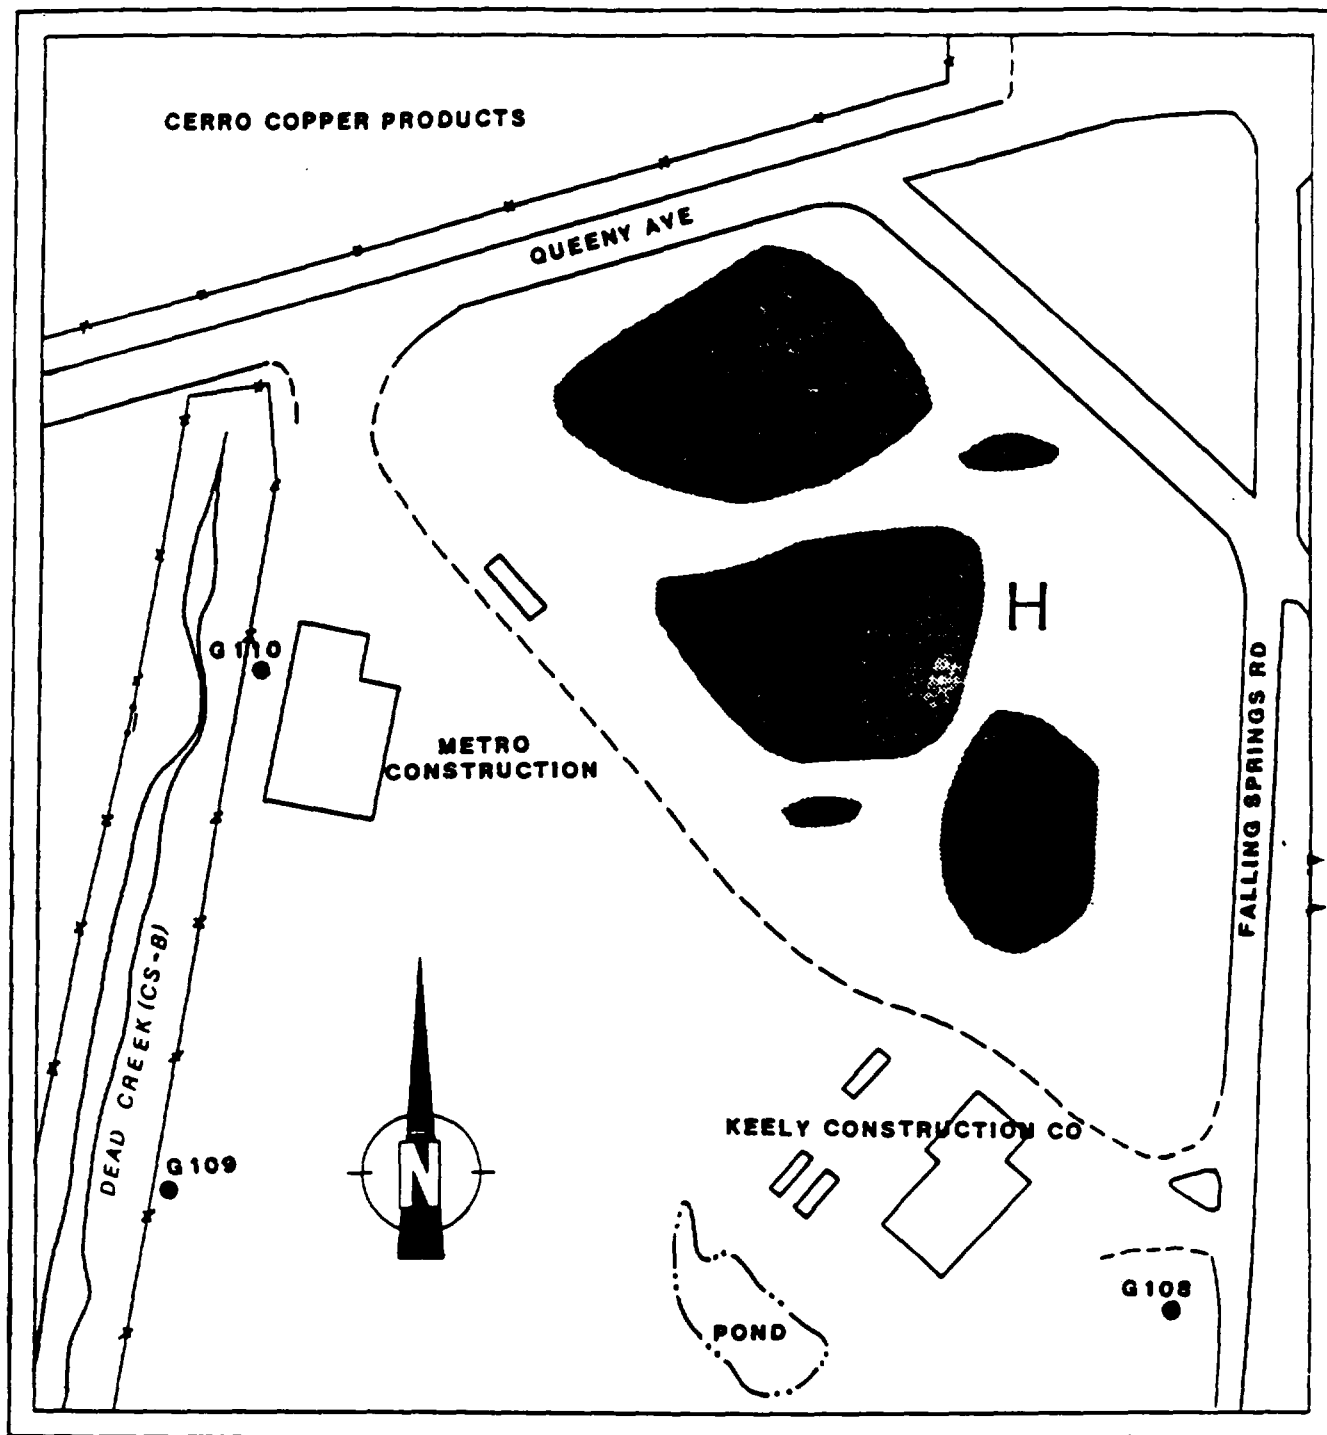 CERRO COPPER PRODUCTS
QUEENY AVE
H
G110
METRO
CONSTRUCTION
FALLING SPRINGS RD
DEAD CREEK (CS-B)
N
KEELY CONSTRUCTION CO
G109
G108
POND